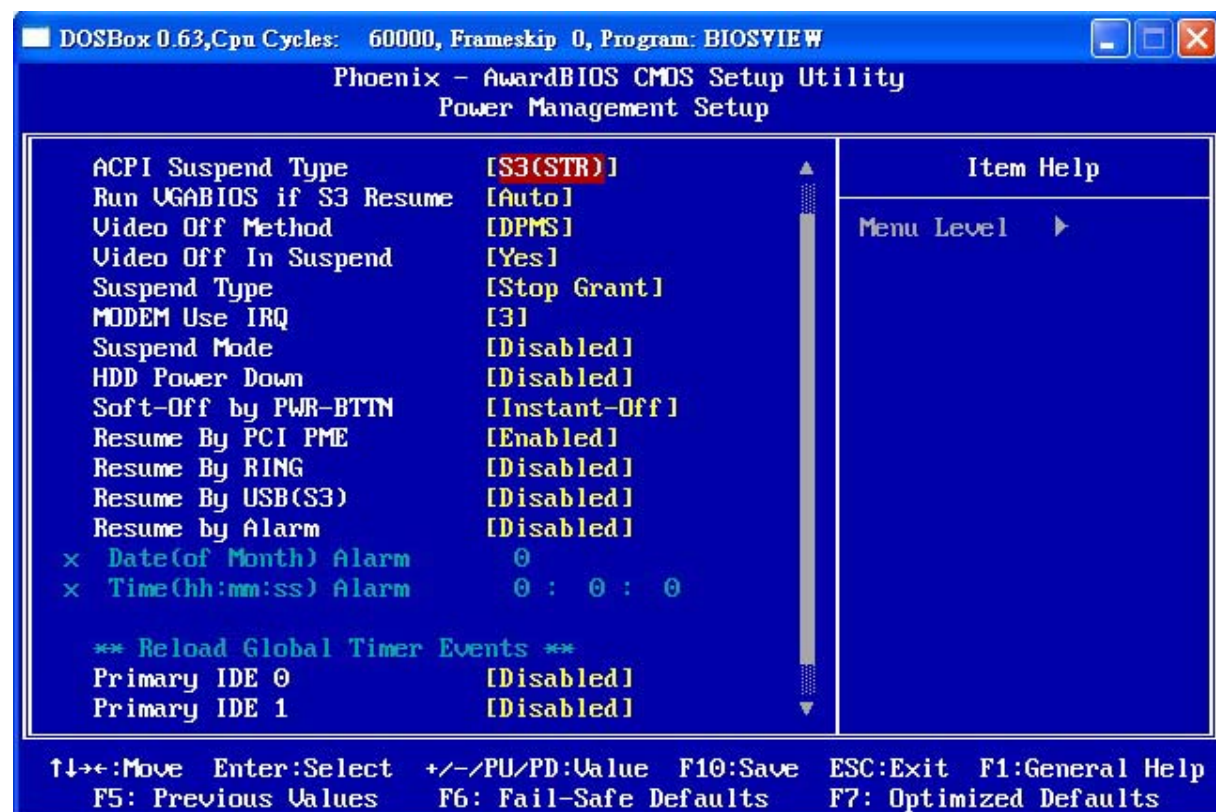 DOSBox 0.63,Cpu Cycles: 60000, Frameskip 0, Program: BIOSVIEW
Phoenix - AwardBIOS CMOS Setup Utility
Power Management Setup
ACPI Suspend Type [S3(STR)]
Run VGABIOS if S3 Resume [Auto]
Video Off Method [DPMS]
Video Off In Suspend [Yes]
Suspend Type [Stop Grant]
MODEM Use IRQ [3]
Suspend Mode [Disabled]
HDD Power Down [Disabled]
Soft-Off by PWR-BTTN [Instant-Off]
Resume By PCI PME [Enabled]
Resume By RING [Disabled]
Resume By USB(S3) [Disabled]
Resume by Alarm [Disabled]
x Date(of Month) Alarm 0
x Time(hh:mm:ss) Alarm 0 : 0 : 0
** Reload Global Timer Events **
Primary IDE 0 [Disabled]
Primary IDE 1 [Disabled]
Item Help
Menu Level ▶
↑↓→←:Move Enter:Select +/-/PU/PD:Value F10:Save ESC:Exit F1:General Help
F5: Previous Values F6: Fail-Safe Defaults F7: Optimized Defaults